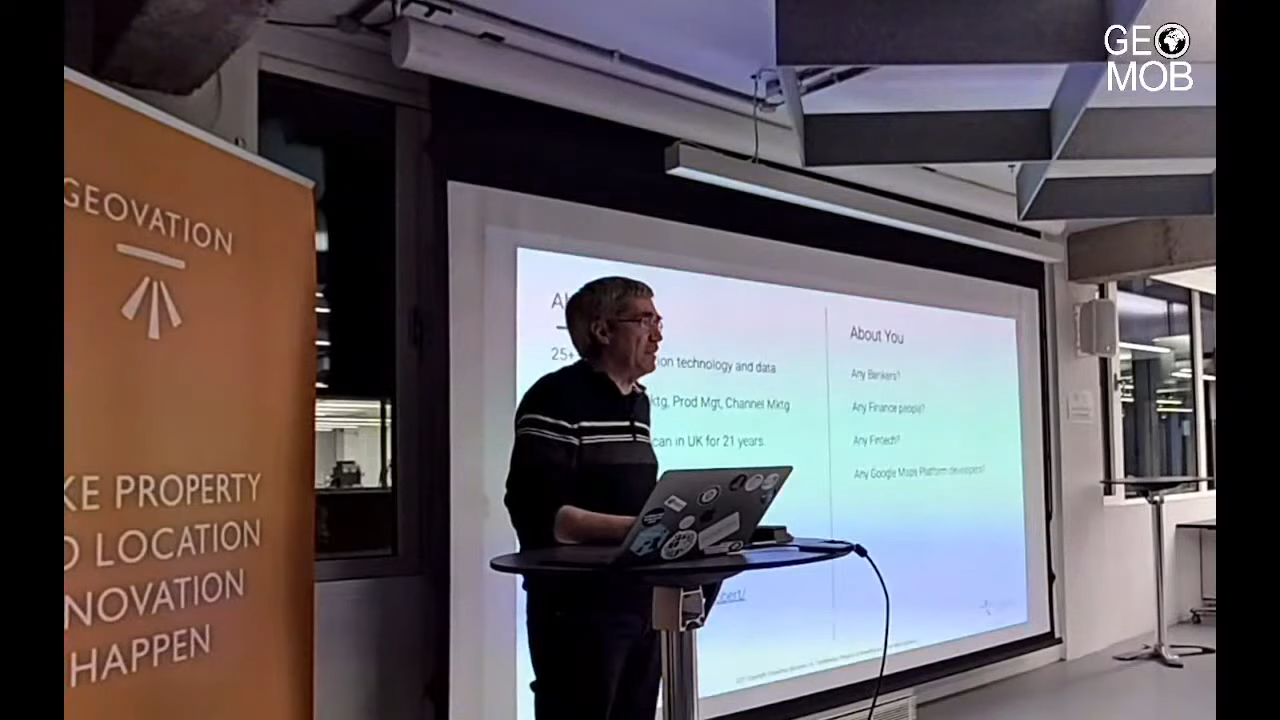 GEO
MOB
GEOVATION
KE PROPERTY
LOCATION
NOVATION
HAPPEN
25+
ion technology and data
ktg, Prod Mgt, Channel Mktg
can in UK for 21 years
About You
Any Bankers?
Any Finance people?
Any Fintech?
Any Google Maps Platform developers?